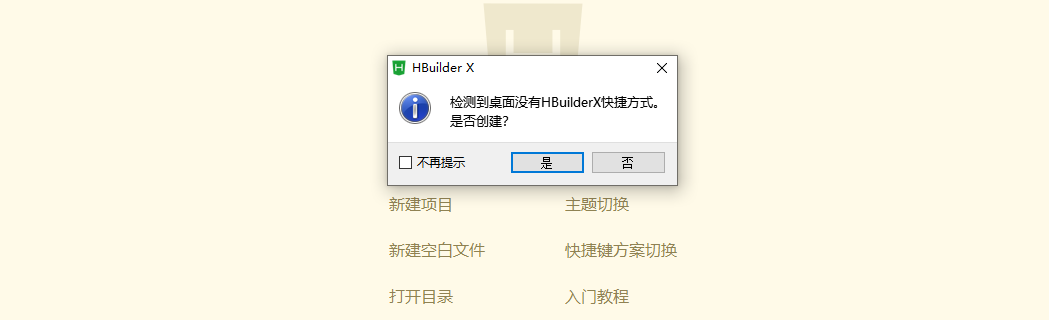 HBuilder X
检测到桌面没有HBuilderX快捷方式。
是否创建?
不再提示 是 否
新建项目 主题切换
新建空白文件 快捷键方案切换
打开目录 入门教程